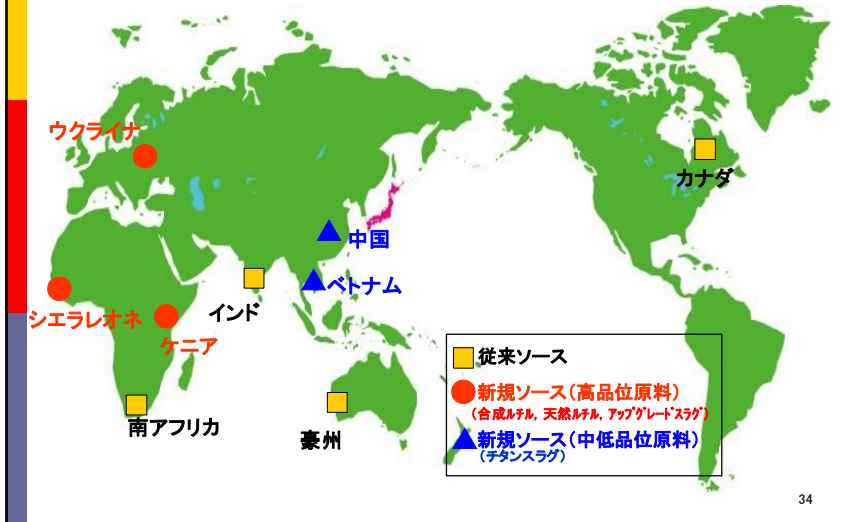 ウクライナ
カナダ
中国
ベトナム
インド
シエラレオネ
ケニア
南アフリカ
豪州
従来ソース
新規ソース（高品位原料）
（合成ﾙﾁﾙ, 天然ﾙﾁﾙ, ｱｯﾌﾟｸﾞﾚｰﾄﾞｽﾗｸﾞ）
新規ソース（中低品位原料）
（チタンスラグ）
34